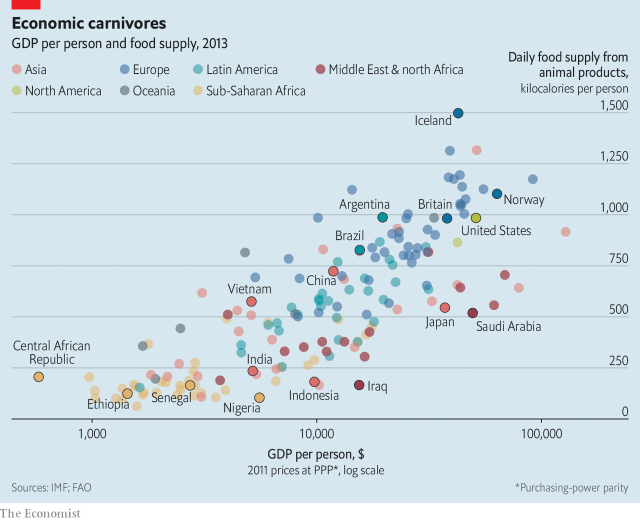 Economic carnivores
GDP per person and food supply, 2013
Asia Europe Latin America Middle East & north Africa
North America Oceania Sub-Saharan Africa
Daily food supply from
animal products,
kilocalories per person
1,500
Iceland
1,250
Norway
1,000
Argentina
Britain
United States
Brazil
750
China
Vietnam
500
Japan
Saudi Arabia
Central African
Republic
India
250
Iraq
Indonesia
Ethiopia
Senegal
Nigeria
0
1,000 10,000 100,000
GDP per person, $
2011 prices at PPP*, log scale
Sources: IMF; FAO
*Purchasing-power parity
The Economist